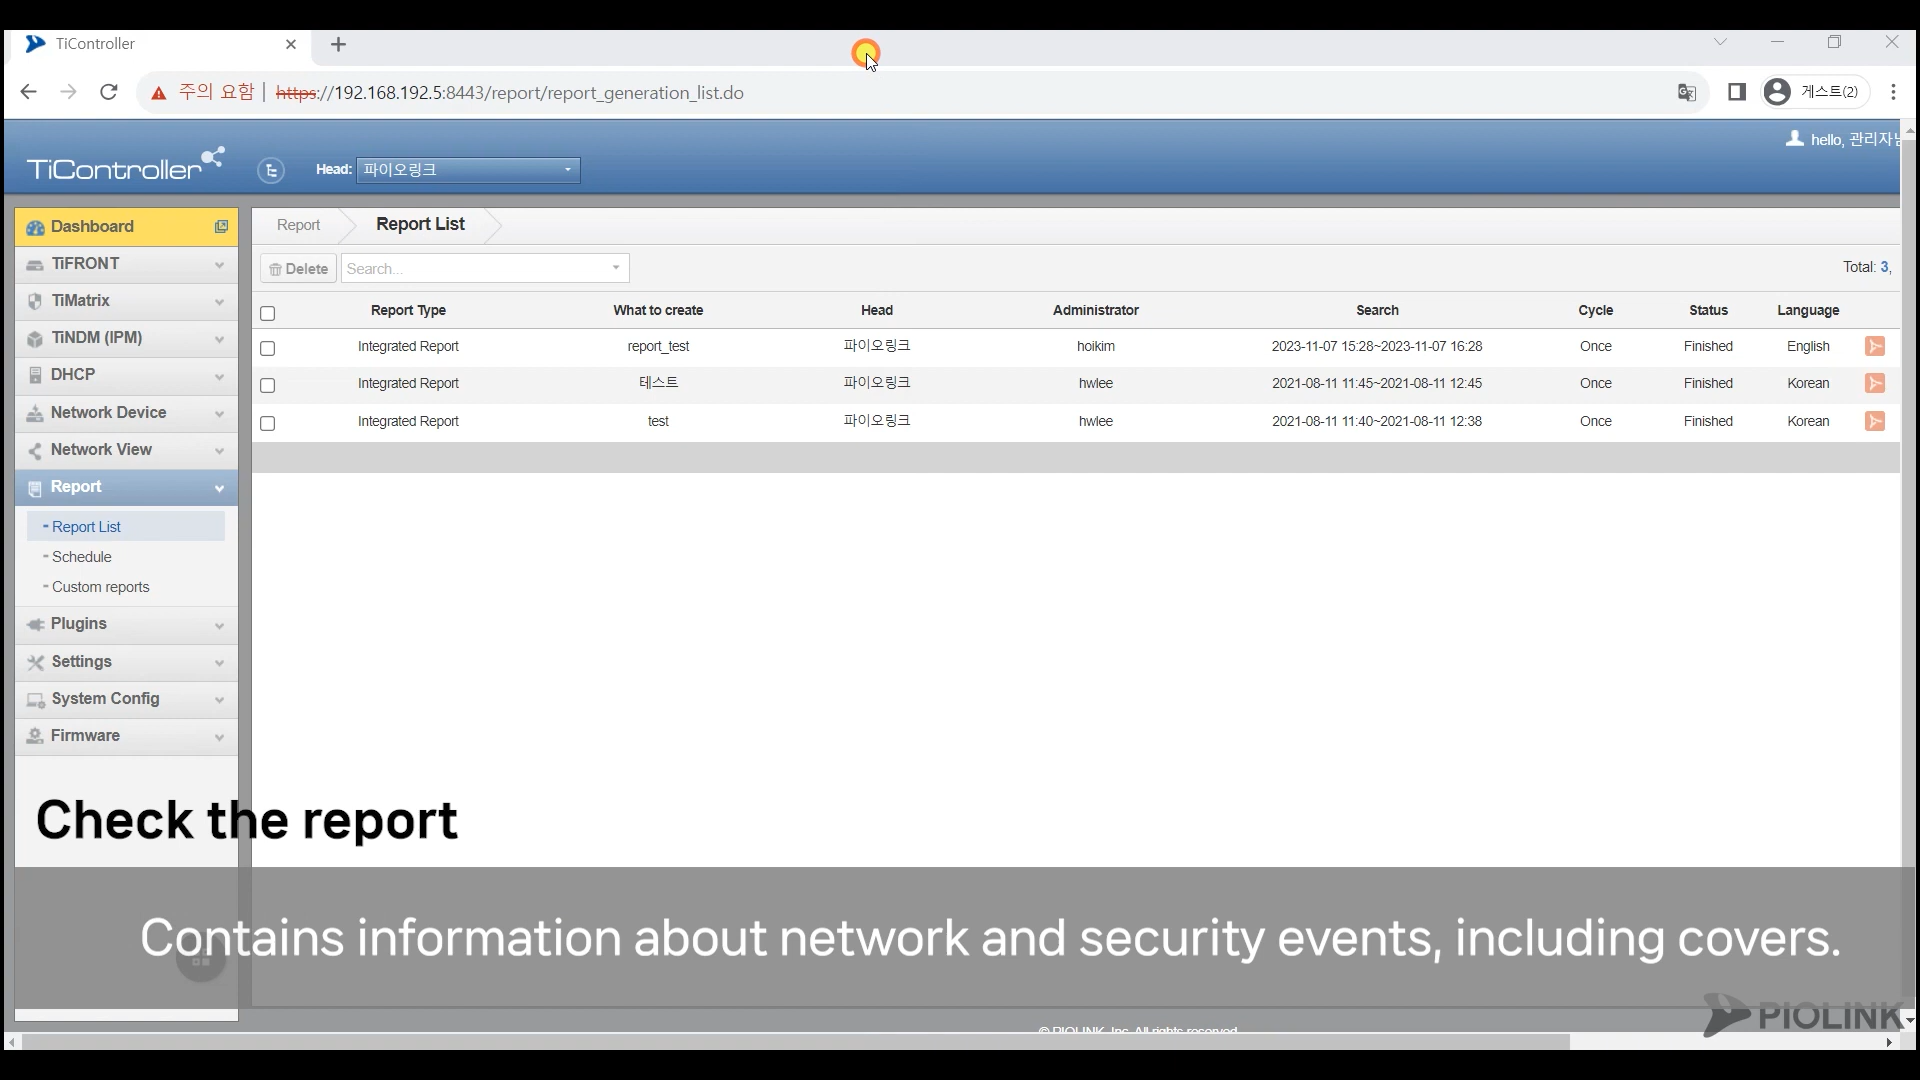 TiController
주의 요함 https://192.168.192.5:8443/report/report_generation_list.do
게스트(2)
TiController
Head: 파이오링크
hello, 관리자님
Dashboard
TiFRONT
TiMatrix
TiNDM (IPM)
DHCP
Network Device
Network View
Report
- Report List
- Schedule
- Custom reports
Plugins
Settings
System Config
Firmware
Report
Report List
Delete
Search...
Total: 3,
Report Type What to create Head Administrator Search Cycle Status Language
Integrated Report report_test 파이오링크 hoikim 2023-11-07 15:28~2023-11-07 16:28 Once Finished English
Integrated Report 테스트 파이오링크 hwlee 2021-08-11 11:45~2021-08-11 12:45 Once Finished Korean
Integrated Report test 파이오링크 hwlee 2021-08-11 11:40~2021-08-11 12:38 Once Finished Korean
Check the report
Contains information about network and security events, including covers.
© PIOLINK, Inc. All rights reserved.
PIOLINK